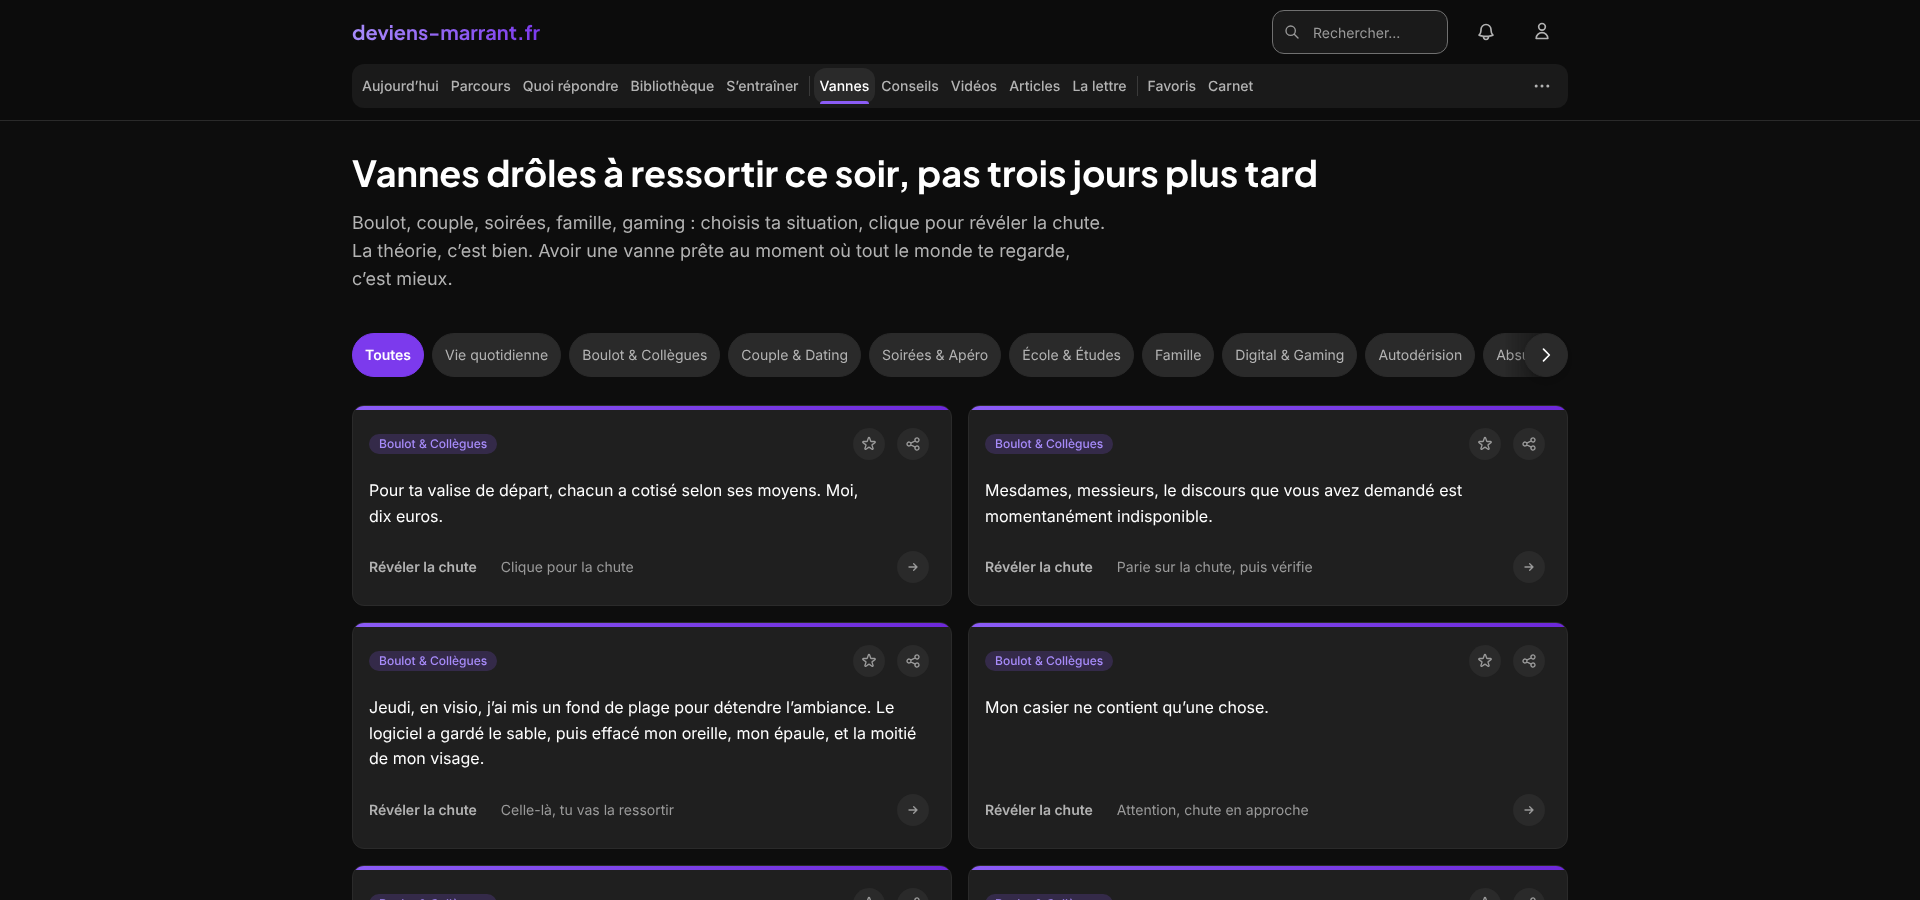 deviens-marrant.fr
Rechercher...
Aujourd’hui Parcours Quoi répondre Bibliothèque S’entraîner Vannes Conseils Vidéos Articles La lettre Favoris Carnet
Vannes drôles à ressortir ce soir, pas trois jours plus tard
Boulot, couple, soirées, famille, gaming : choisis ta situation, clique pour révéler la chute.
La théorie, c’est bien. Avoir une vanne prête au moment où tout le monde te regarde,
c’est mieux.
Toutes Vie quotidienne Boulot & Collègues Couple & Dating Soirées & Apéro École & Études Famille Digital & Gaming Autodérision
Boulot & Collègues
Pour ta valise de départ, chacun a cotisé selon ses moyens. Moi,
dix euros.
Révéler la chute Clique pour la chute
Boulot & Collègues
Mesdames, messieurs, le discours que vous avez demandé est
momentanément indisponible.
Révéler la chute Parie sur la chute, puis vérifie
Boulot & Collègues
Jeudi, en visio, j’ai mis un fond de plage pour détendre l’ambiance. Le
logiciel a gardé le sable, puis effacé mon oreille, mon épaule, et la moitié
de mon visage.
Révéler la chute Celle-là, tu vas la ressortir
Boulot & Collègues
Mon casier ne contient qu’une chose.
Révéler la chute Attention, chute en approche